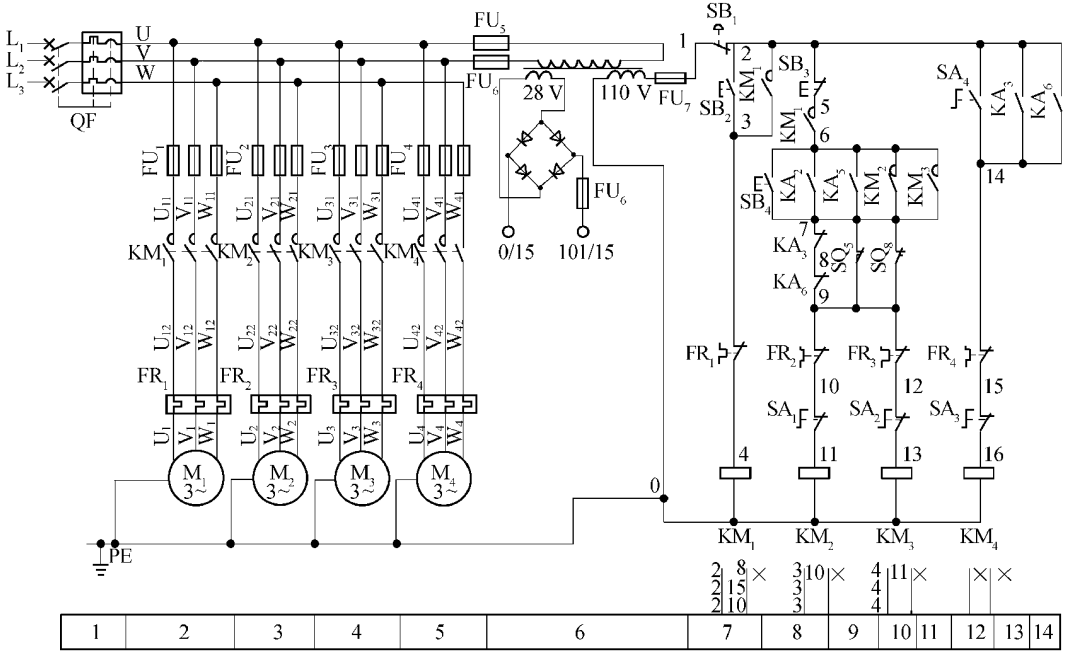 L1 U FU5 SB1
L2 V 1 2
L3 W FU6 28 V 110 V FU7 SB2 KM1 SB3 SA4 KA3 KA6
QF 3 KM1 5
6
FU1 FU2 FU3 FU4 FU6 14
SB4 KA2 KA5 KM2 KM3
U11 V11 W11 U21 V21 W21 U31 V31 W31 U41 V41 W41
7
KM1 KM2 KM3 KM4 0/15 101/15 KA3 8 SQ5 SQ8
KA6 9
U12 V12 W12 U22 V22 W22 U32 V32 W32 U42 V42 W42
FR1 FR2 FR3 FR4
FR1 FR2 FR3 FR4 10 12 15
SA1 SA2 SA3
U1 V1 W1 U2 V2 W2 U3 V3 W3 U4 V4 W4
4 11 13 16
M1 M2 M3 M4
3~ 3~ 3~ 3~ 0
PE KM1 KM2 KM3 KM4
2 8 × 3 10 × 4 11 × × ×
2 15 3 4
2 10 3 4
1 2 3 4 5 6 7 8 9 10 11 12 13 14